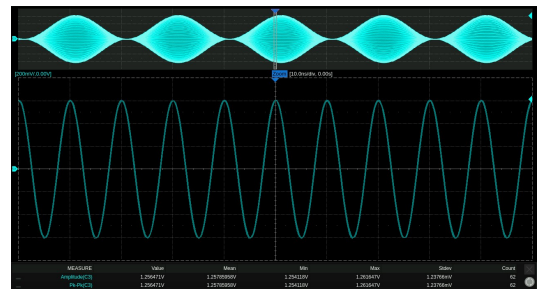 [200mV, 0.00V] Zoom [10.0ns/div, 0.00s]
MEASURE Value Mean Min Max Stdev Count
Amplitude(C3) 1.256471V 1.25785958V 1.254118V 1.261647V 1.23766mV 62
Pk-Pk(C3) 1.256471V 1.25785958V 1.254118V 1.261647V 1.23766mV 62